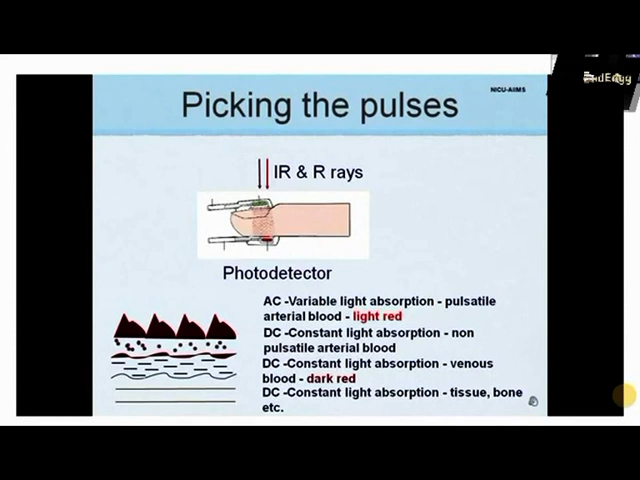 NICU-AIIMS
Picking the pulses
IR & R rays
Photodetector
AC -Variable light absorption - pulsatile
arterial blood - light red
DC -Constant light absorption - non
pulsatile arterial blood
DC -Constant light absorption - venous
blood - dark red
DC -Constant light absorption - tissue, bone
etc.